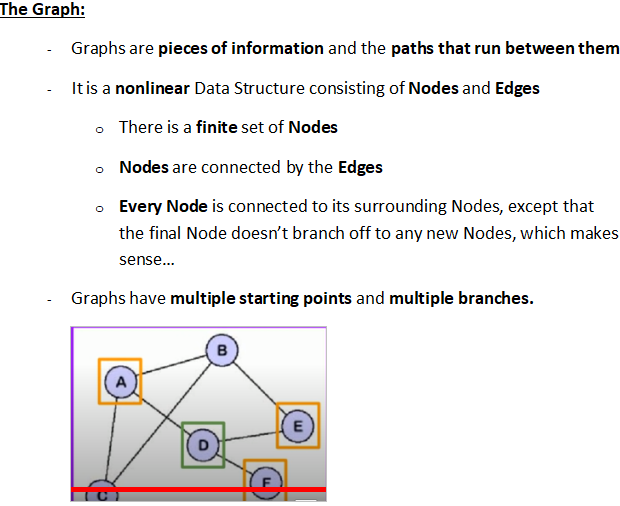 The Graph:
- Graphs are pieces of information and the paths that run between them
- It is a nonlinear Data Structure consisting of Nodes and Edges
o There is a finite set of Nodes
o Nodes are connected by the Edges
o Every Node is connected to its surrounding Nodes, except that
the final Node doesn't branch off to any new Nodes, which makes
sense...
- Graphs have multiple starting points and multiple branches.
B
A
E
D
F
C